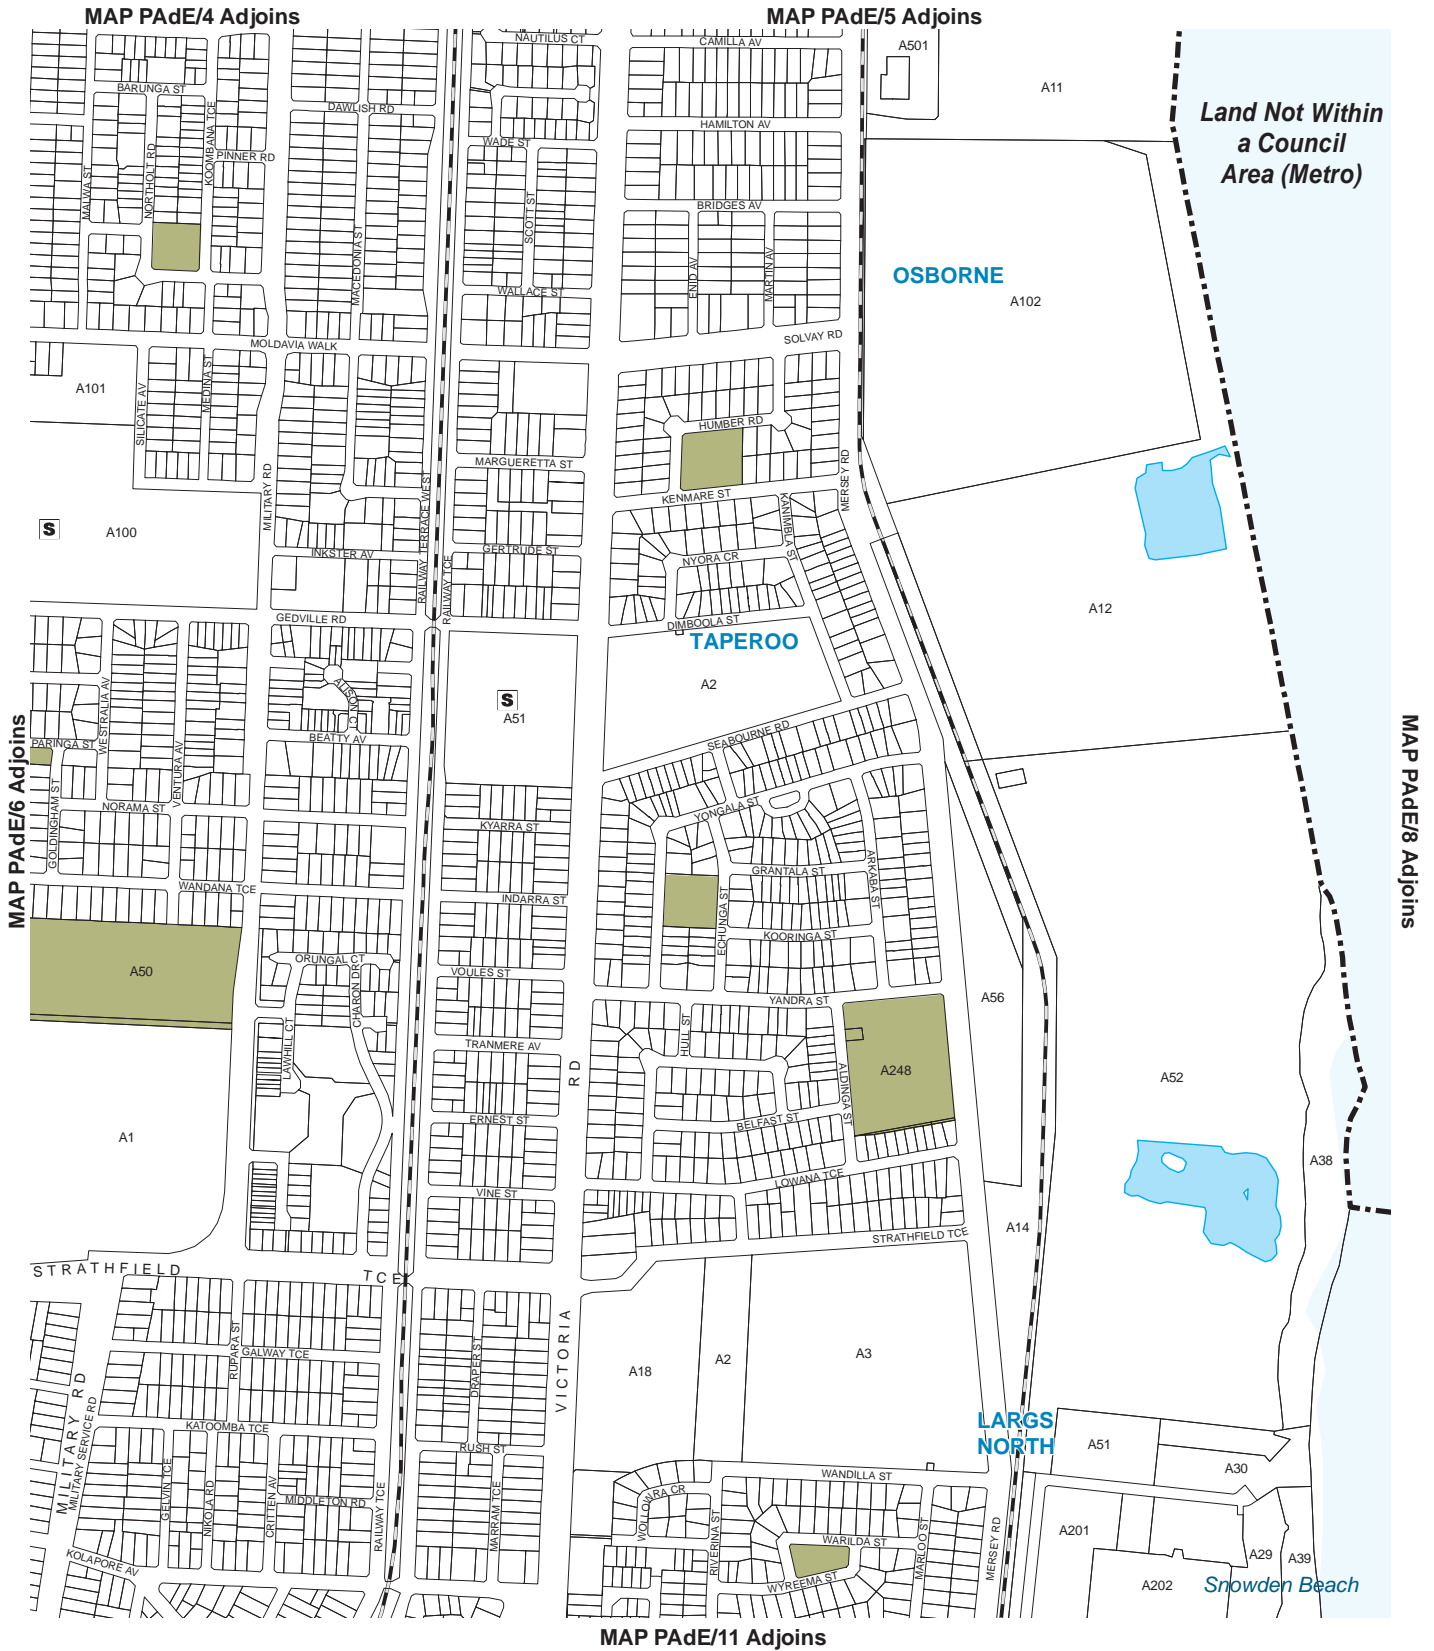 MAP PAdE/4 Adjoins
MAP PAdE/5 Adjoins
NAUTILUS CT
CAMILLA AV
A501
A11
BARUNGA ST
DAWLISH RD
Land Not Within
a Council
Area (Metro)
HAMILTON AV
WADE ST
PINNER RD
KOOMBANA TCE
NORTHOLT RD
MALWA ST
SCOTT ST
BRIDGES AV
MACEDONIA ST
ENID AV
MARTIN AV
OSBORNE
A102
WALLACE ST
SOLVAY RD
MOLDAVIA WALK
A101
SILICATE AV
MEDINA ST
HUMBER RD
MARGUERETTA ST
MILITARY RD
RAILWAY TERRACE WEST
KENMARE ST
MERSEY RD
KANIMBLA ST
S
A100
INKSTER AV
GERTRUDE ST
NYORA CR
RAILWAY TCE
A12
GEDVILLE RD
DIMBOOLA ST
TAPEROO
A2
S
A51
ALISON CT
WESTRALIA AV
SEABOURNE RD
BEATTY AV
PARINGA ST
VENTURA AV
GOLDINGHAM ST
NORAMA ST
YONGALA ST
KYARRA ST
MAP PAdE/6 Adjoins
MAP PAdE/8 Adjoins
GRANTALA ST
ARKABA ST
WANDANA TCE
INDARRA ST
ECHUNGA ST
KOORINGA ST
ORUNGAL CT
A50
CHARON DR
VOULES ST
YANDRA ST
A56
LAWHILL CT
HULL ST
TRANMERE AV
RD
A248
ALDINGA ST
A52
A1
ERNEST ST
BELFAST ST
LOWANA TCE
A38
VINE ST
A14
STRATHFIELD TCE
STRATHFIELD TCE
VICTORIA
RUPARA ST
GALWAY TCE
DRAPER ST
A18
A2
A3
MILITARY RD
MILITARY SERVICE RD
KATOOMBA TCE
RUSH ST
LARGS
NORTH
A51
A30
GELVIN TCE
NIKOLA RD
CRITTEN AV
MIDDLETON RD
RAILWAY TCE
MARRAM TCE
WANDILLA ST
WOLLOWRA CR
RIVERINA ST
WARILDA ST
MARLOO ST
MERSEY RD
A201
A29
A39
KOLAPORE AV
WYREEMA ST
A202
Snowden Beach
MAP PAdE/11 Adjoins